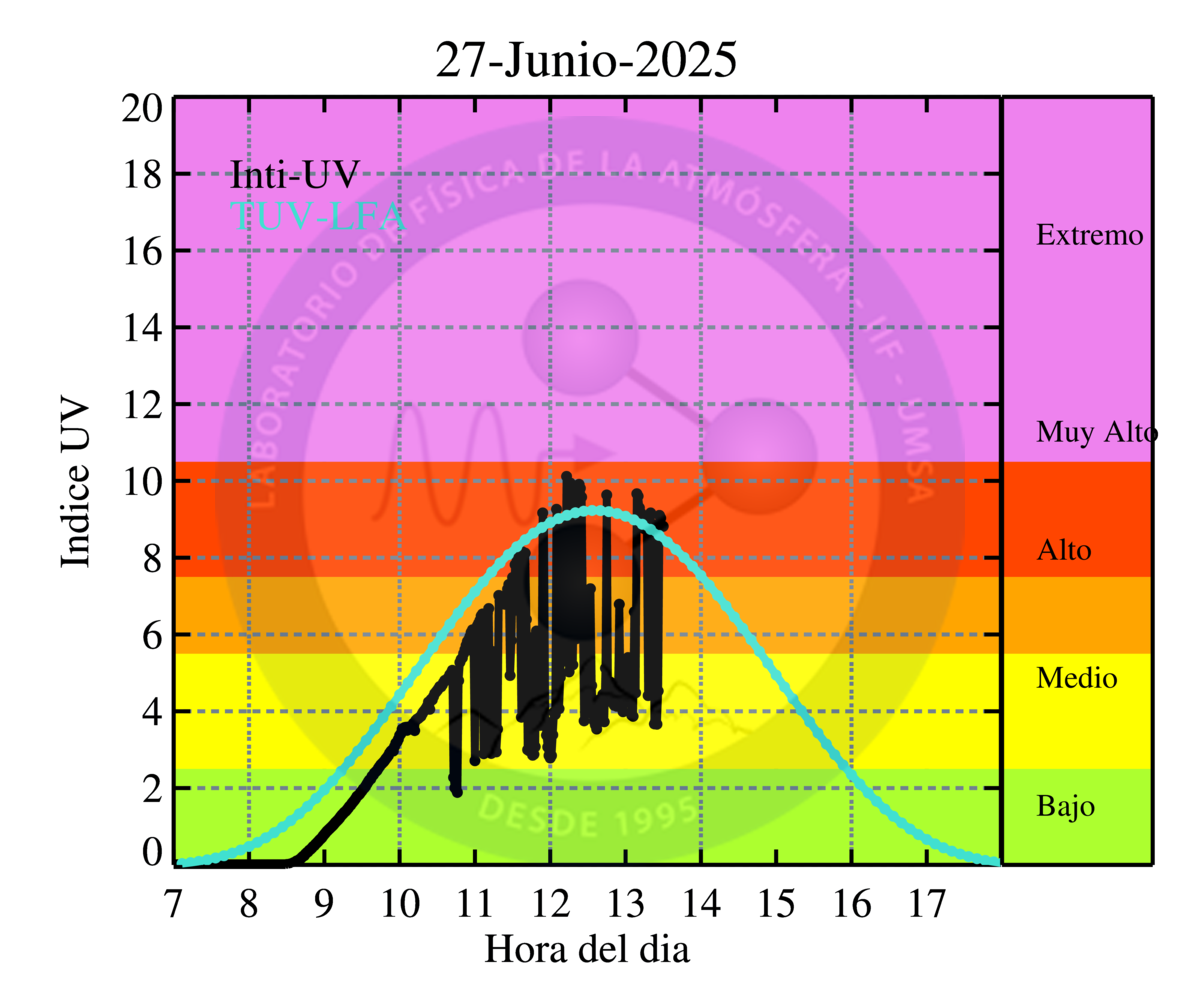 27-Junio-2025
Indice UV
20
18
16
14
12
10
8
6
4
2
0
Inti-UV
TUV-LFA
LABORATORIO DE FÍSICA DE LA ATMÓSFERA - IIF - UMSA
DESDE 1995
Extremo
Muy Alto
Alto
Medio
Bajo
7 8 9 10 11 12 13 14 15 16 17
Hora del dia